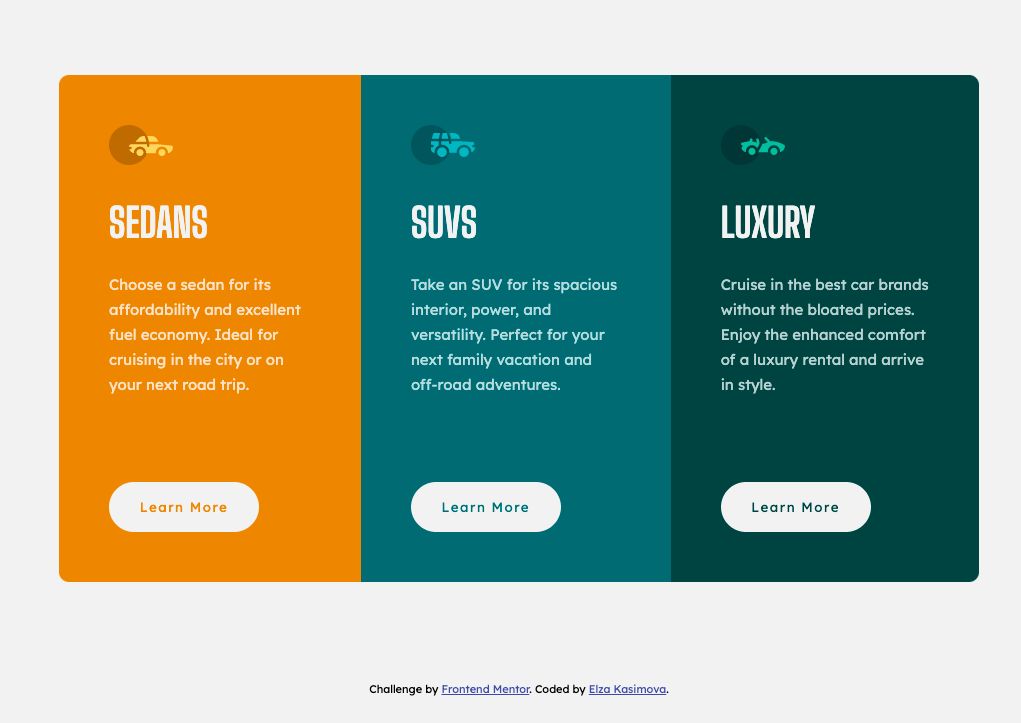 SEDANS
Choose a sedan for its
affordability and excellent
fuel economy. Ideal for
cruising in the city or on
your next road trip.
Learn More
SUVS
Take an SUV for its spacious
interior, power, and
versatility. Perfect for your
next family vacation and
off-road adventures.
Learn More
LUXURY
Cruise in the best car brands
without the bloated prices.
Enjoy the enhanced comfort
of a luxury rental and arrive
in style.
Learn More
Challenge by Frontend Mentor. Coded by Elza Kasimova.